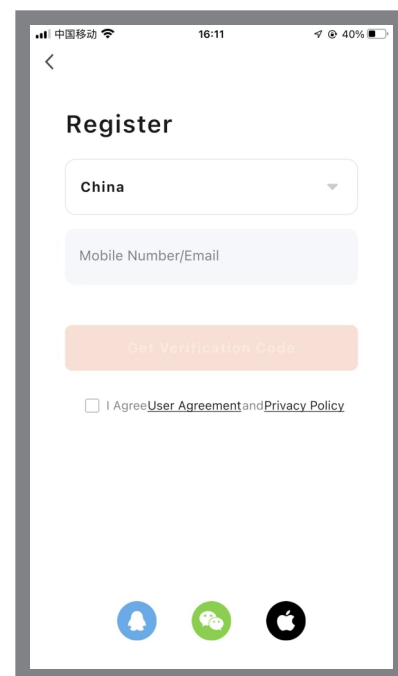 中国移动 16:11 40%
Register
China
Mobile Number/Email
Get Verification Code
I AgreeUser AgreementandPrivacy Policy